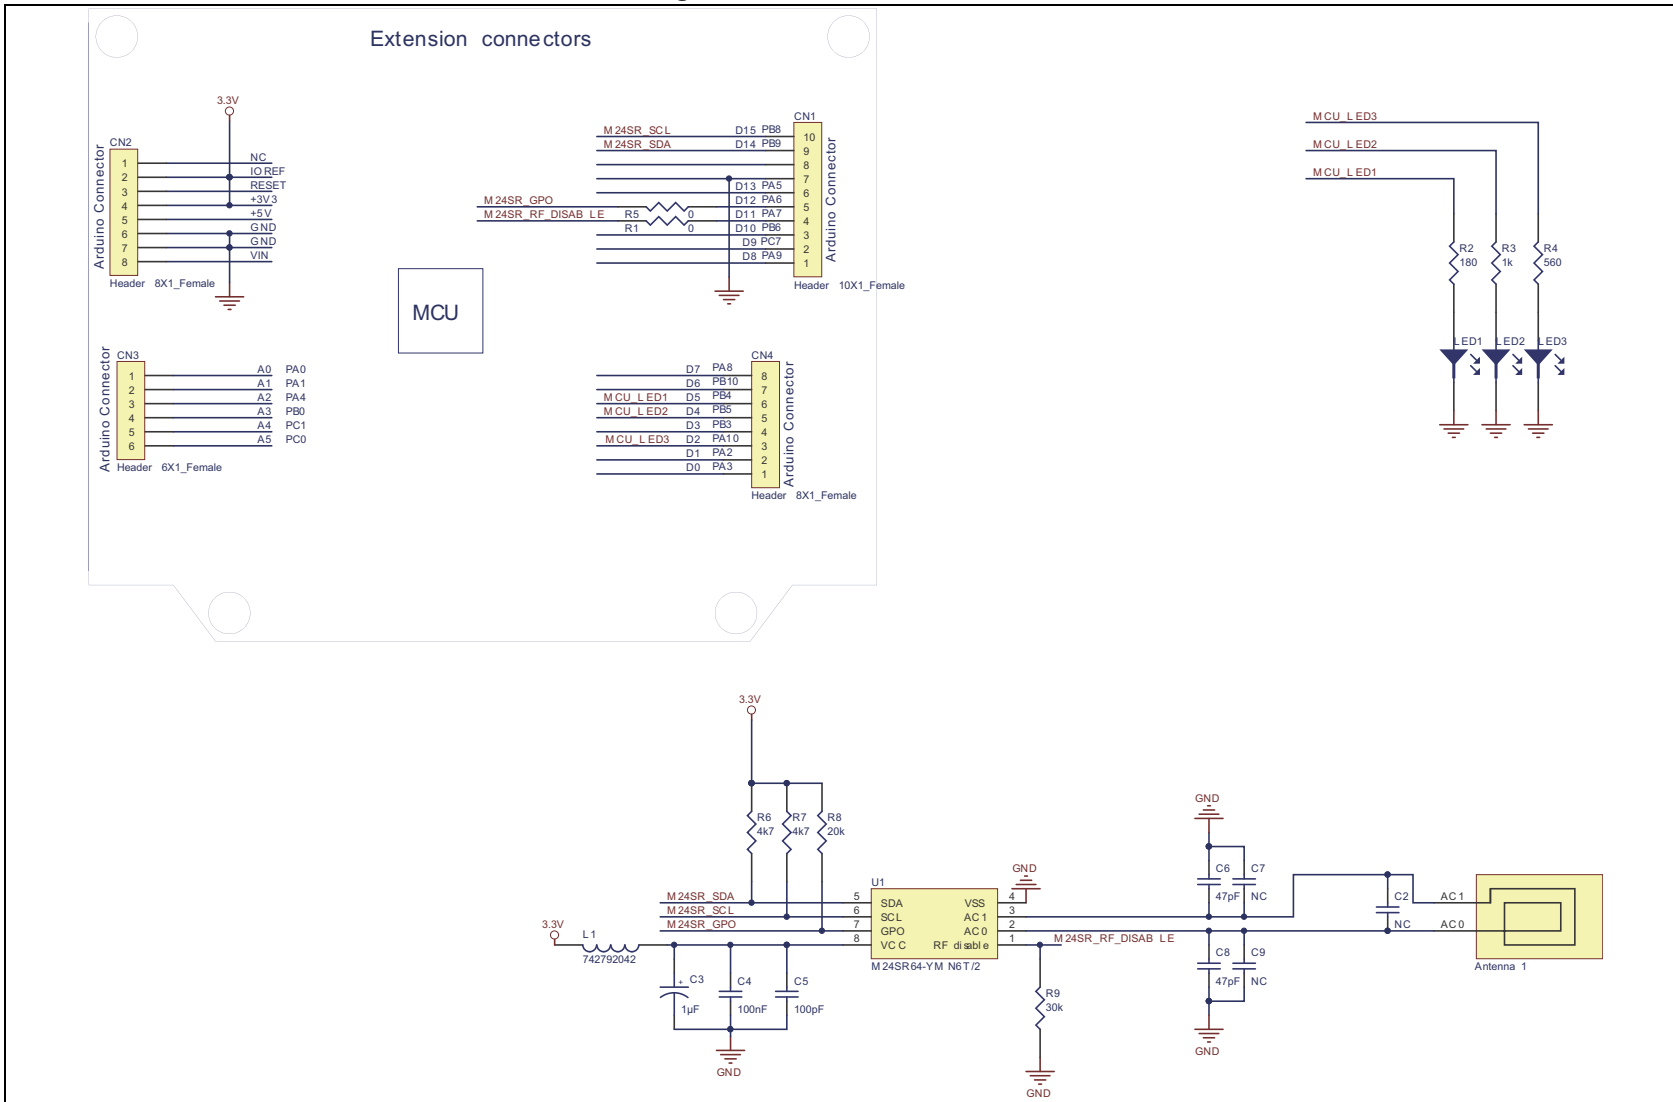 Extension connectors
3.3V
CN2
Arduino Connector
1 NC
2 IOREF
3 RESET
4 +3V3
5 +5V
6 GND
7 GND
8 VIN
Header 8X1_Female
CN1
M24SR_SCL D15 PB8 10
M24SR_SDA D14 PB9 9
8
7
D13 PA5 6
M24SR_GPO R5 0 D12 PA6 5
M24SR_RF_DISABLE R1 0 D11 PA7 4
D10 PB6 3
D9 PC7 2
D8 PA9 1
Arduino Connector
Header 10X1_Female
MCU
CN3
Arduino Connector
1 A0 PA0
2 A1 PA1
3 A2 PA4
4 A3 PB0
5 A4 PC1
6 A5 PC0
Header 6X1_Female
CN4
D7 PA8 8
D6 PB10 7
MCU_LED1 D5 PB4 6
MCU_LED2 D4 PB5 5
D3 PB3 4
MCU_LED3 D2 PA10 3
D1 PA2 2
D0 PA3 1
Arduino Connector
Header 8X1_Female
MCU_LED3
MCU_LED2
MCU_LED1
R2 R3 R4
180 1k 560
LED1 LED2 LED3
3.3V
R6 R7 R8
4k7 4k7 20k
U1
M24SR_SDA 5 SDA VSS 4 GND
M24SR_SCL 6 SCL AC1 3
M24SR_GPO 7 GPO AC0 2
8 VCC RF disable 1 M24SR_RF_DISABLE
M24SR64-YMN6T/2
3.3V
L1
742792042
+ C3 C4 C5
1µF 100nF 100pF
GND
R9
30k
GND
GND
C6 C7
47pF NC
C8 C9
47pF NC
GND
C2
NC
AC1
AC0
Antenna 1